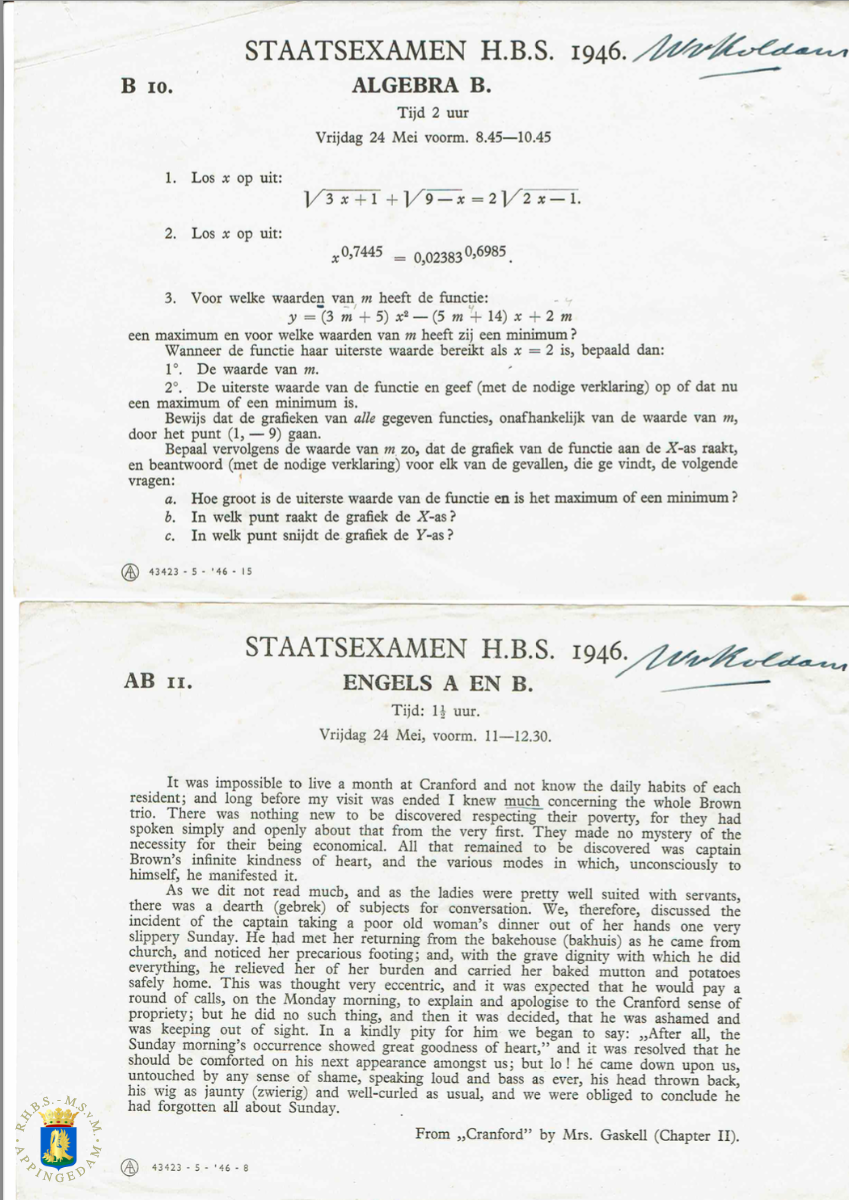 STAATSEXAMEN H.B.S. 1946.
B 10.
ALGEBRA B.
Tijd 2 uur
Vrijdag 24 Mei voorm. 8.45—10.45
1. Los x op uit:
√3 x + 1 + √9 — x = 2 √2 x — 1.
2. Los x op uit:
x^0,7445 = 0,02383^0,6985.
3. Voor welke waarden van m heeft de functie:
y = (3 m + 5) x² — (5 m + 14) x + 2 m
een maximum en voor welke waarden van m heeft zij een minimum?
Wanneer de functie haar uiterste waarde bereikt als x = 2 is, bepaald dan:
1°. De waarde van m.
2°. De uiterste waarde van de functie en geef (met de nodige verklaring) op of dat nu
een maximum of een minimum is.
Bewijs dat de grafieken van alle gegeven functies, onafhankelijk van de waarde van m,
door het punt (1, — 9) gaan.
Bepaal vervolgens de waarde van m zo, dat de grafiek van de functie aan de X-as raakt,
en beantwoord (met de nodige verklaring) voor elk van de gevallen, die ge vindt, de volgende
vragen:
a. Hoe groot is de uiterste waarde van de functie en is het maximum of een minimum?
b. In welk punt raakt de grafiek de X-as?
c. In welk punt snijdt de grafiek de Y-as?
43423 - 5 - '46 - 15
STAATSEXAMEN H.B.S. 1946.
AB 11.
ENGELS A EN B.
Tijd: 1½ uur.
Vrijdag 24 Mei, voorm. 11—12.30.
It was impossible to live a month at Cranford and not know the daily habits of each
resident; and long before my visit was ended I knew much concerning the whole Brown
trio. There was nothing new to be discovered respecting their poverty, for they had
spoken simply and openly about that from the very first. They made no mystery of the
necessity for their being economical. All that remained to be discovered was captain
Brown's infinite kindness of heart, and the various modes in which, unconsciously to
himself, he manifested it.
As we dit not read much, and as the ladies were pretty well suited with servants,
there was a dearth (gebrek) of subjects for conversation. We, therefore, discussed the
incident of the captain taking a poor old woman's dinner out of her hands one very
slippery Sunday. He had met her returning from the bakehouse (bakhuis) as he came from
church, and noticed her precarious footing; and, with the grave dignity with which he did
everything, he relieved her of her burden and carried her baked mutton and potatoes
safely home. This was thought very eccentric, and it was expected that he would pay a
round of calls, on the Monday morning, to explain and apologise to the Cranford sense of
propriety; but he did no such thing, and then it was decided, that he was ashamed and
was keeping out of sight. In a kindly pity for him we began to say: „After all, the
Sunday morning's occurrence showed great goodness of heart,” and it was resolved that he
should be comforted on his next appearance amongst us; but lo! he came down upon us,
untouched by any sense of shame, speaking loud and bass as ever, his head thrown back,
his wig as jaunty (zwierig) and well-curled as usual, and we were obliged to conclude he
had forgotten all about Sunday.
From „Cranford” by Mrs. Gaskell (Chapter II).
43423 - 5 - '46 - 8
R.H.B.S.-M.S.v.M.
APPINGEDAM